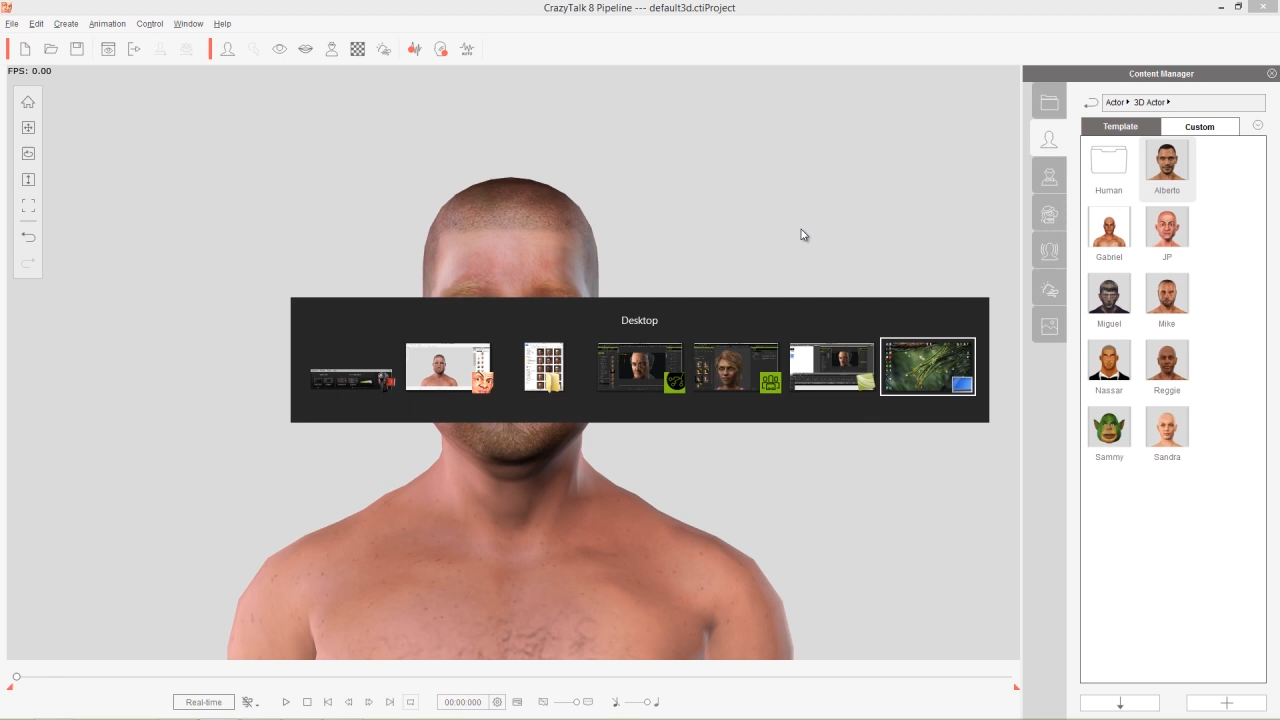 CrazyTalk 8 Pipeline --- default3d.ctiProject
File Edit Create Animation Control Window Help
FPS: 0.00
Content Manager
Actor 3D Actor
Template Custom
Human Alberto
Gabriel JP
Miguel Mike
Nassar Reggie
Sammy Sandra
Desktop
Real-time 00:00:000